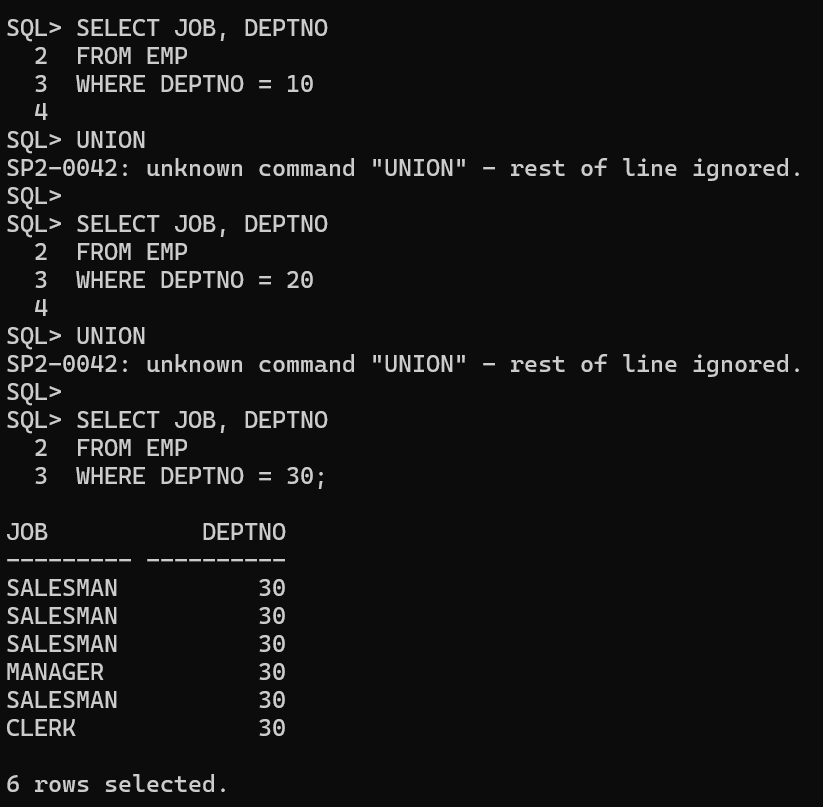 SQL> SELECT JOB, DEPTNO
  2  FROM EMP
  3  WHERE DEPTNO = 10
  4
SQL> UNION
SP2-0042: unknown command "UNION" - rest of line ignored.
SQL>
SQL> SELECT JOB, DEPTNO
  2  FROM EMP
  3  WHERE DEPTNO = 20
  4
SQL> UNION
SP2-0042: unknown command "UNION" - rest of line ignored.
SQL>
SQL> SELECT JOB, DEPTNO
  2  FROM EMP
  3  WHERE DEPTNO = 30;

JOB           DEPTNO
--------- ----------
SALESMAN          30
SALESMAN          30
SALESMAN          30
MANAGER           30
SALESMAN          30
CLERK             30

6 rows selected.